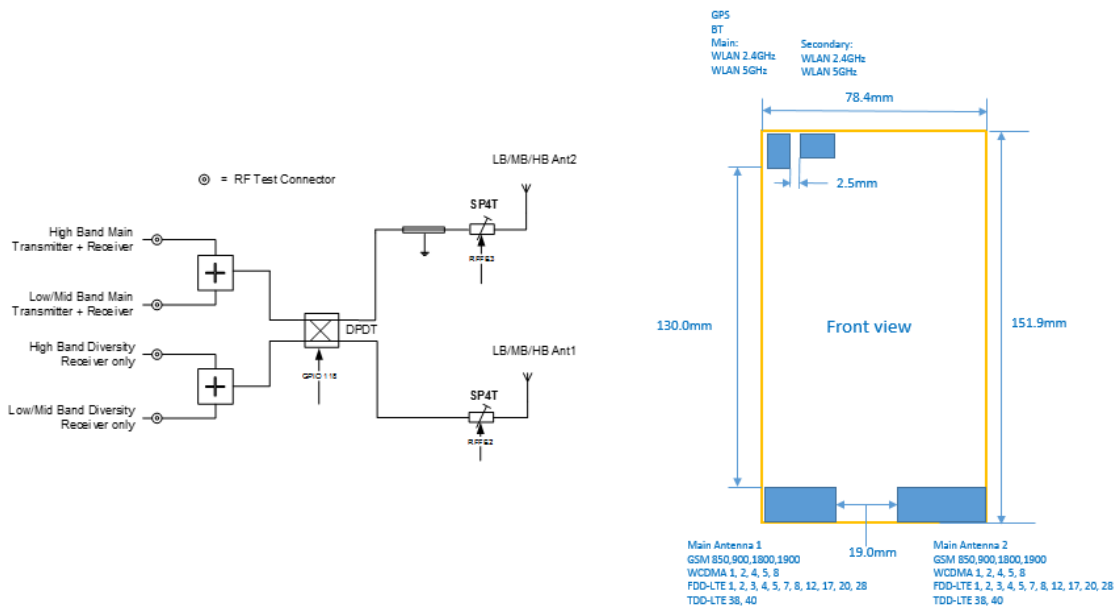 GPS
BT
Main:
WLAN 2.4GHz
WLAN 5GHz
Secondary:
WLAN 2.4GHz
WLAN 5GHz
78.4mm
2.5mm
130.0mm
Front view
151.9mm
19.0mm
Main Antenna 1
GSM 850,900,1800,1900
WCDMA 1, 2, 4, 5, 8
FDD-LTE 1, 2, 3, 4, 5, 7, 8, 12, 17, 20, 28
TDD-LTE 38, 40
Main Antenna 2
GSM 850,900,1800,1900
WCDMA 1, 2, 4, 5, 8
FDD-LTE 1, 2, 3, 4, 5, 7, 8, 12, 17, 20, 28
TDD-LTE 38, 40
= RF Test Connector
High Band Main
Transmitter + Receiver
Low/Mid Band Main
Transmitter + Receiver
High Band Diversity
Receiver only
Low/Mid Band Diversity
Receiver only
DPDT
LB/MB/HB Ant2
SP4T
LB/MB/HB Ant1
SP4T